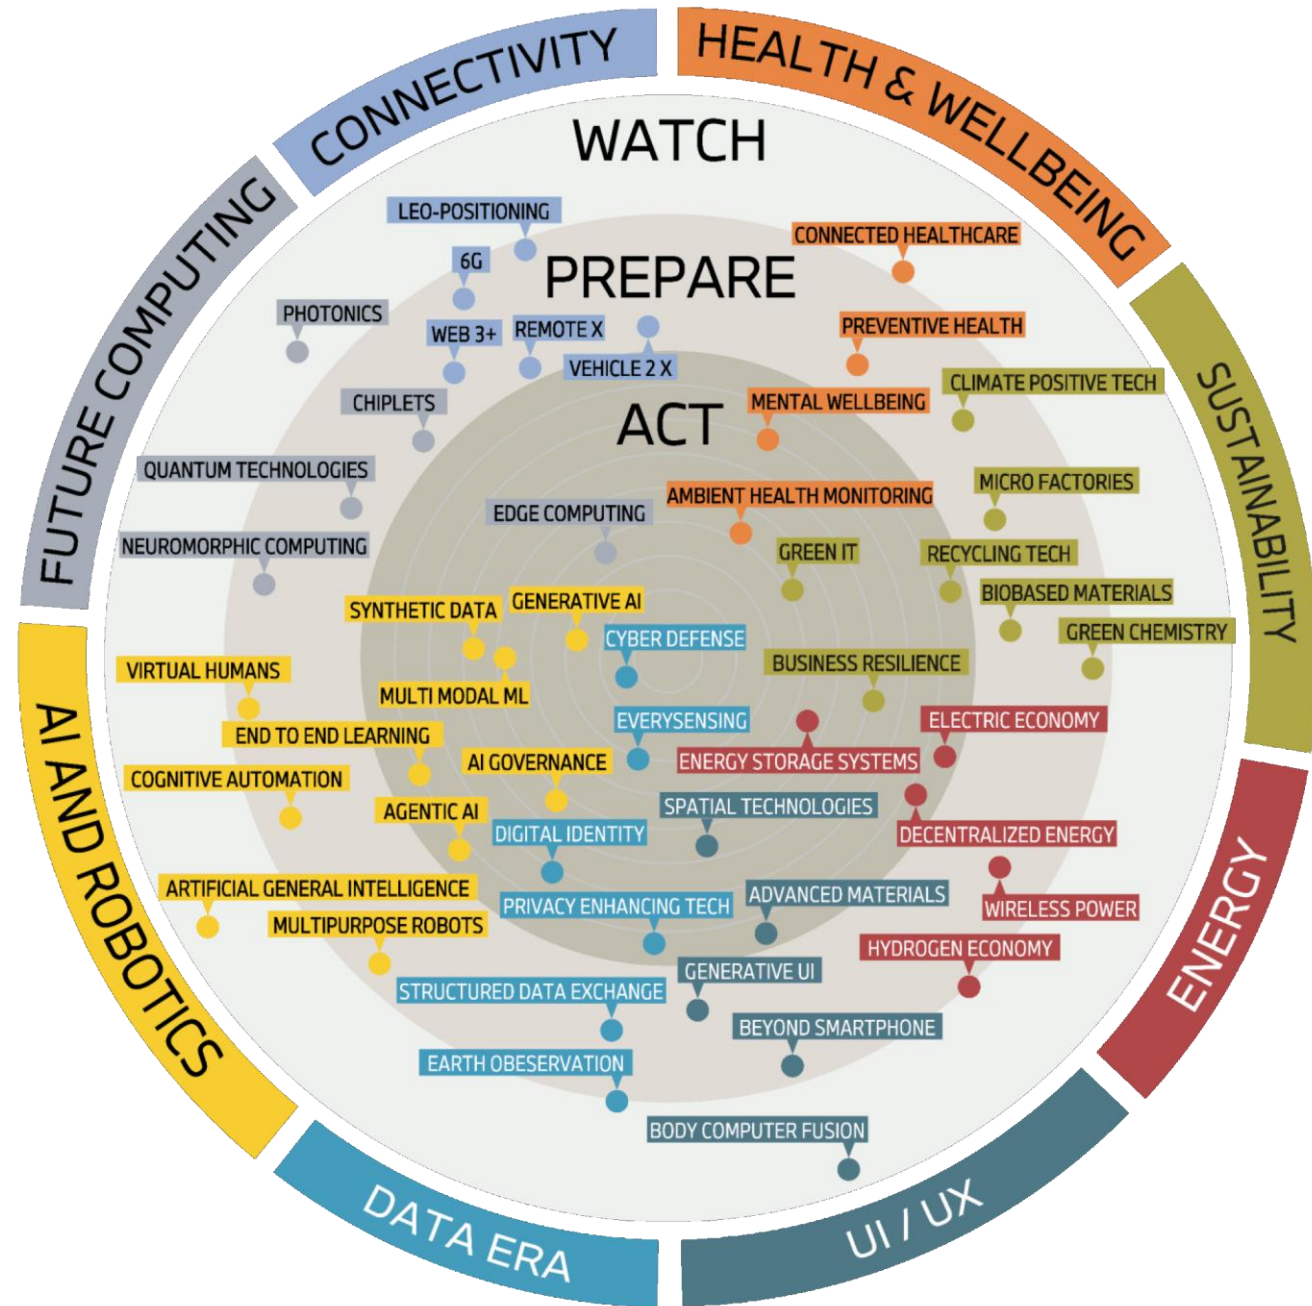 CONNECTIVITY
HEALTH & WELLBEING
SUSTAINABILITY
ENERGY
UI / UX
DATA ERA
AI AND ROBOTICS
FUTURE COMPUTING
WATCH
PREPARE
ACT
LEO-POSITIONING
6G
WEB 3+
REMOTE X
VEHICLE 2 X
CONNECTED HEALTHCARE
PREVENTIVE HEALTH
MENTAL WELLBEING
AMBIENT HEALTH MONITORING
CLIMATE POSITIVE TECH
MICRO FACTORIES
GREEN IT
RECYCLING TECH
BIOBASED MATERIALS
GREEN CHEMISTRY
BUSINESS RESILIENCE
ELECTRIC ECONOMY
ENERGY STORAGE SYSTEMS
DECENTRALIZED ENERGY
WIRELESS POWER
HYDROGEN ECONOMY
SPATIAL TECHNOLOGIES
ADVANCED MATERIALS
GENERATIVE UI
BEYOND SMARTPHONE
BODY COMPUTER FUSION
CYBER DEFENSE
EVERYSENSING
DIGITAL IDENTITY
PRIVACY ENHANCING TECH
STRUCTURED DATA EXCHANGE
EARTH OBESERVATION
SYNTHETIC DATA
GENERATIVE AI
MULTI MODAL ML
VIRTUAL HUMANS
END TO END LEARNING
AI GOVERNANCE
COGNITIVE AUTOMATION
AGENTIC AI
ARTIFICIAL GENERAL INTELLIGENCE
MULTIPURPOSE ROBOTS
PHOTONICS
CHIPLETS
QUANTUM TECHNOLOGIES
EDGE COMPUTING
NEUROMORPHIC COMPUTING